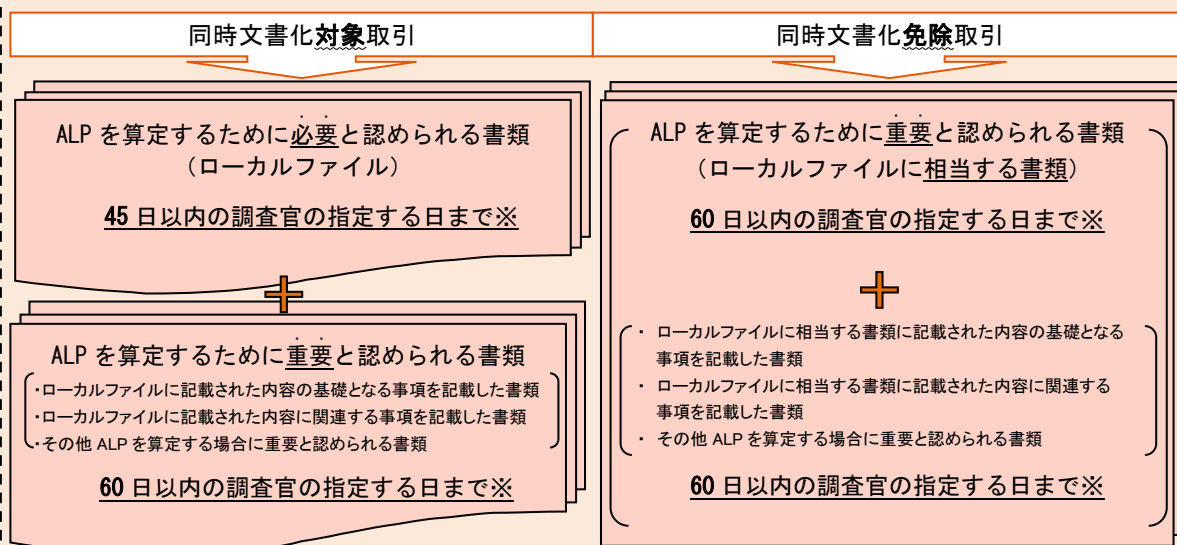 同時文書化対象取引
ALP を算定するために必要と認められる書類
(ローカルファイル)
45 日以内の調査官の指定する日まで※
+
ALP を算定するために重要と認められる書類
・ローカルファイルに記載された内容の基礎となる事項を記載した書類
・ローカルファイルに記載された内容に関連する事項を記載した書類
・その他 ALP を算定する場合に重要と認められる書類
60 日以内の調査官の指定する日まで※
同時文書化免除取引
ALP を算定するために重要と認められる書類
(ローカルファイルに相当する書類)
60 日以内の調査官の指定する日まで※
+
・ ローカルファイルに相当する書類に記載された内容の基礎となる
事項を記載した書類
・ ローカルファイルに相当する書類に記載された内容に関連する
事項を記載した書類
・ その他 ALP を算定する場合に重要と認められる書類
60 日以内の調査官の指定する日まで※